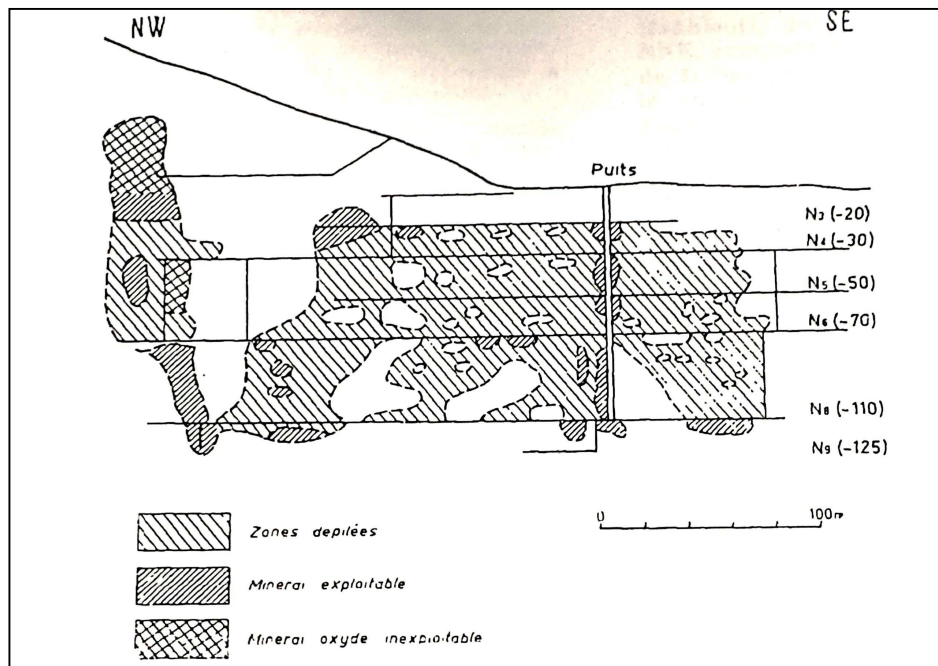 NW
SE
Puits
N3 (-20)
N4 (-30)
N5 (-50)
N6 (-70)
N8 (-110)
N9 (-125)
0 100m
Zones depilées
Minerai exploitable
Minerai oxyde inexploitable